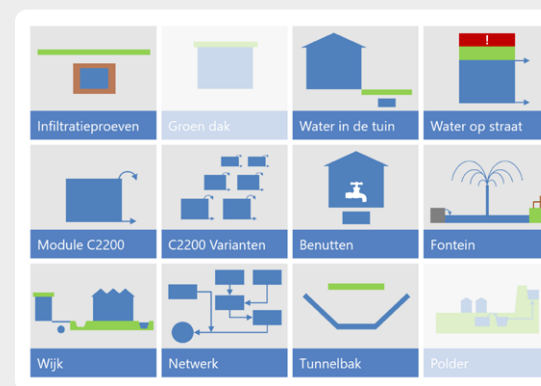 Infiltratieproeven
Groen dak
Water in de tuin
!
Water op straat
Module C2200
C2200 Varianten
Benutten
Fontein
Wijk
Netwerk
Tunnelbak
Polder